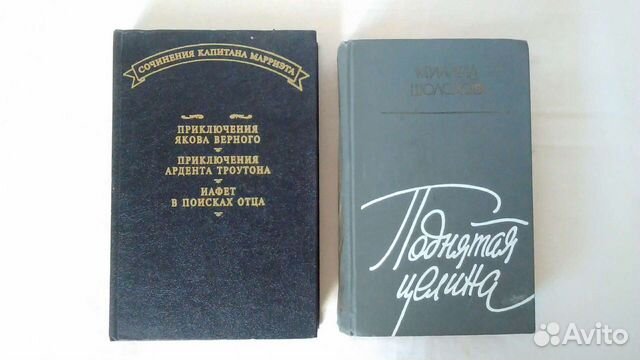 СОЧИНЕНИЯ КАПИТАНА МАРРИЭТА
ПРИКЛЮЧЕНИЯ
ЯКОВА ВЕРНОГО
ПРИКЛЮЧЕНИЯ
АРДЕНТА ТРОУТОНА
ИАФЕТ
В ПОИСКАХ ОТЦА
МИХАИЛ
ШОЛОХОВ
Поднятая
целина
Avito